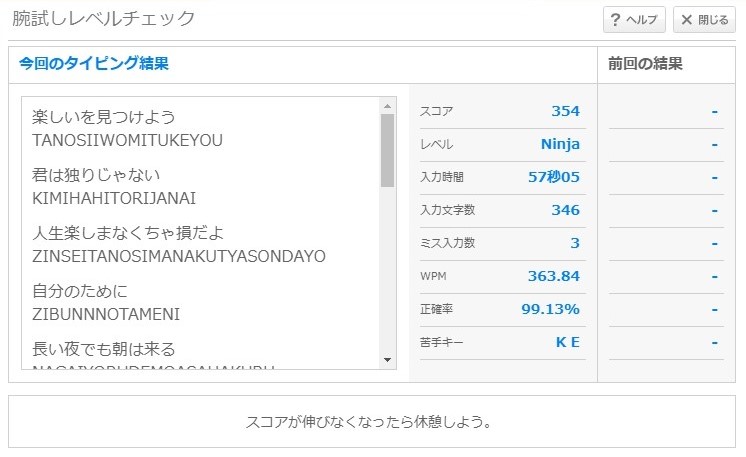 腕試しレベルチェック
? ヘルプ
× 閉じる
今回のタイピング結果
前回の結果
楽しいを見つけよう
TANOSIIWOMITUKEYOU
君は独りじゃない
KIMIHAHITORIJANAI
人生楽しまなくちゃ損だよ
ZINSEITANOSIMANAKUTYASONDAYO
自分のために
ZIBUNNNOTAMENI
長い夜でも朝は来る
NAGAIYORUDEMOASAHAKURU
スコア 354 -
レベル Ninja -
入力時間 57秒05 -
入力文字数 346 -
ミス入力数 3 -
WPM 363.84 -
正確率 99.13% -
苦手キー K E -
スコアが伸びなくなったら休憩しよう。